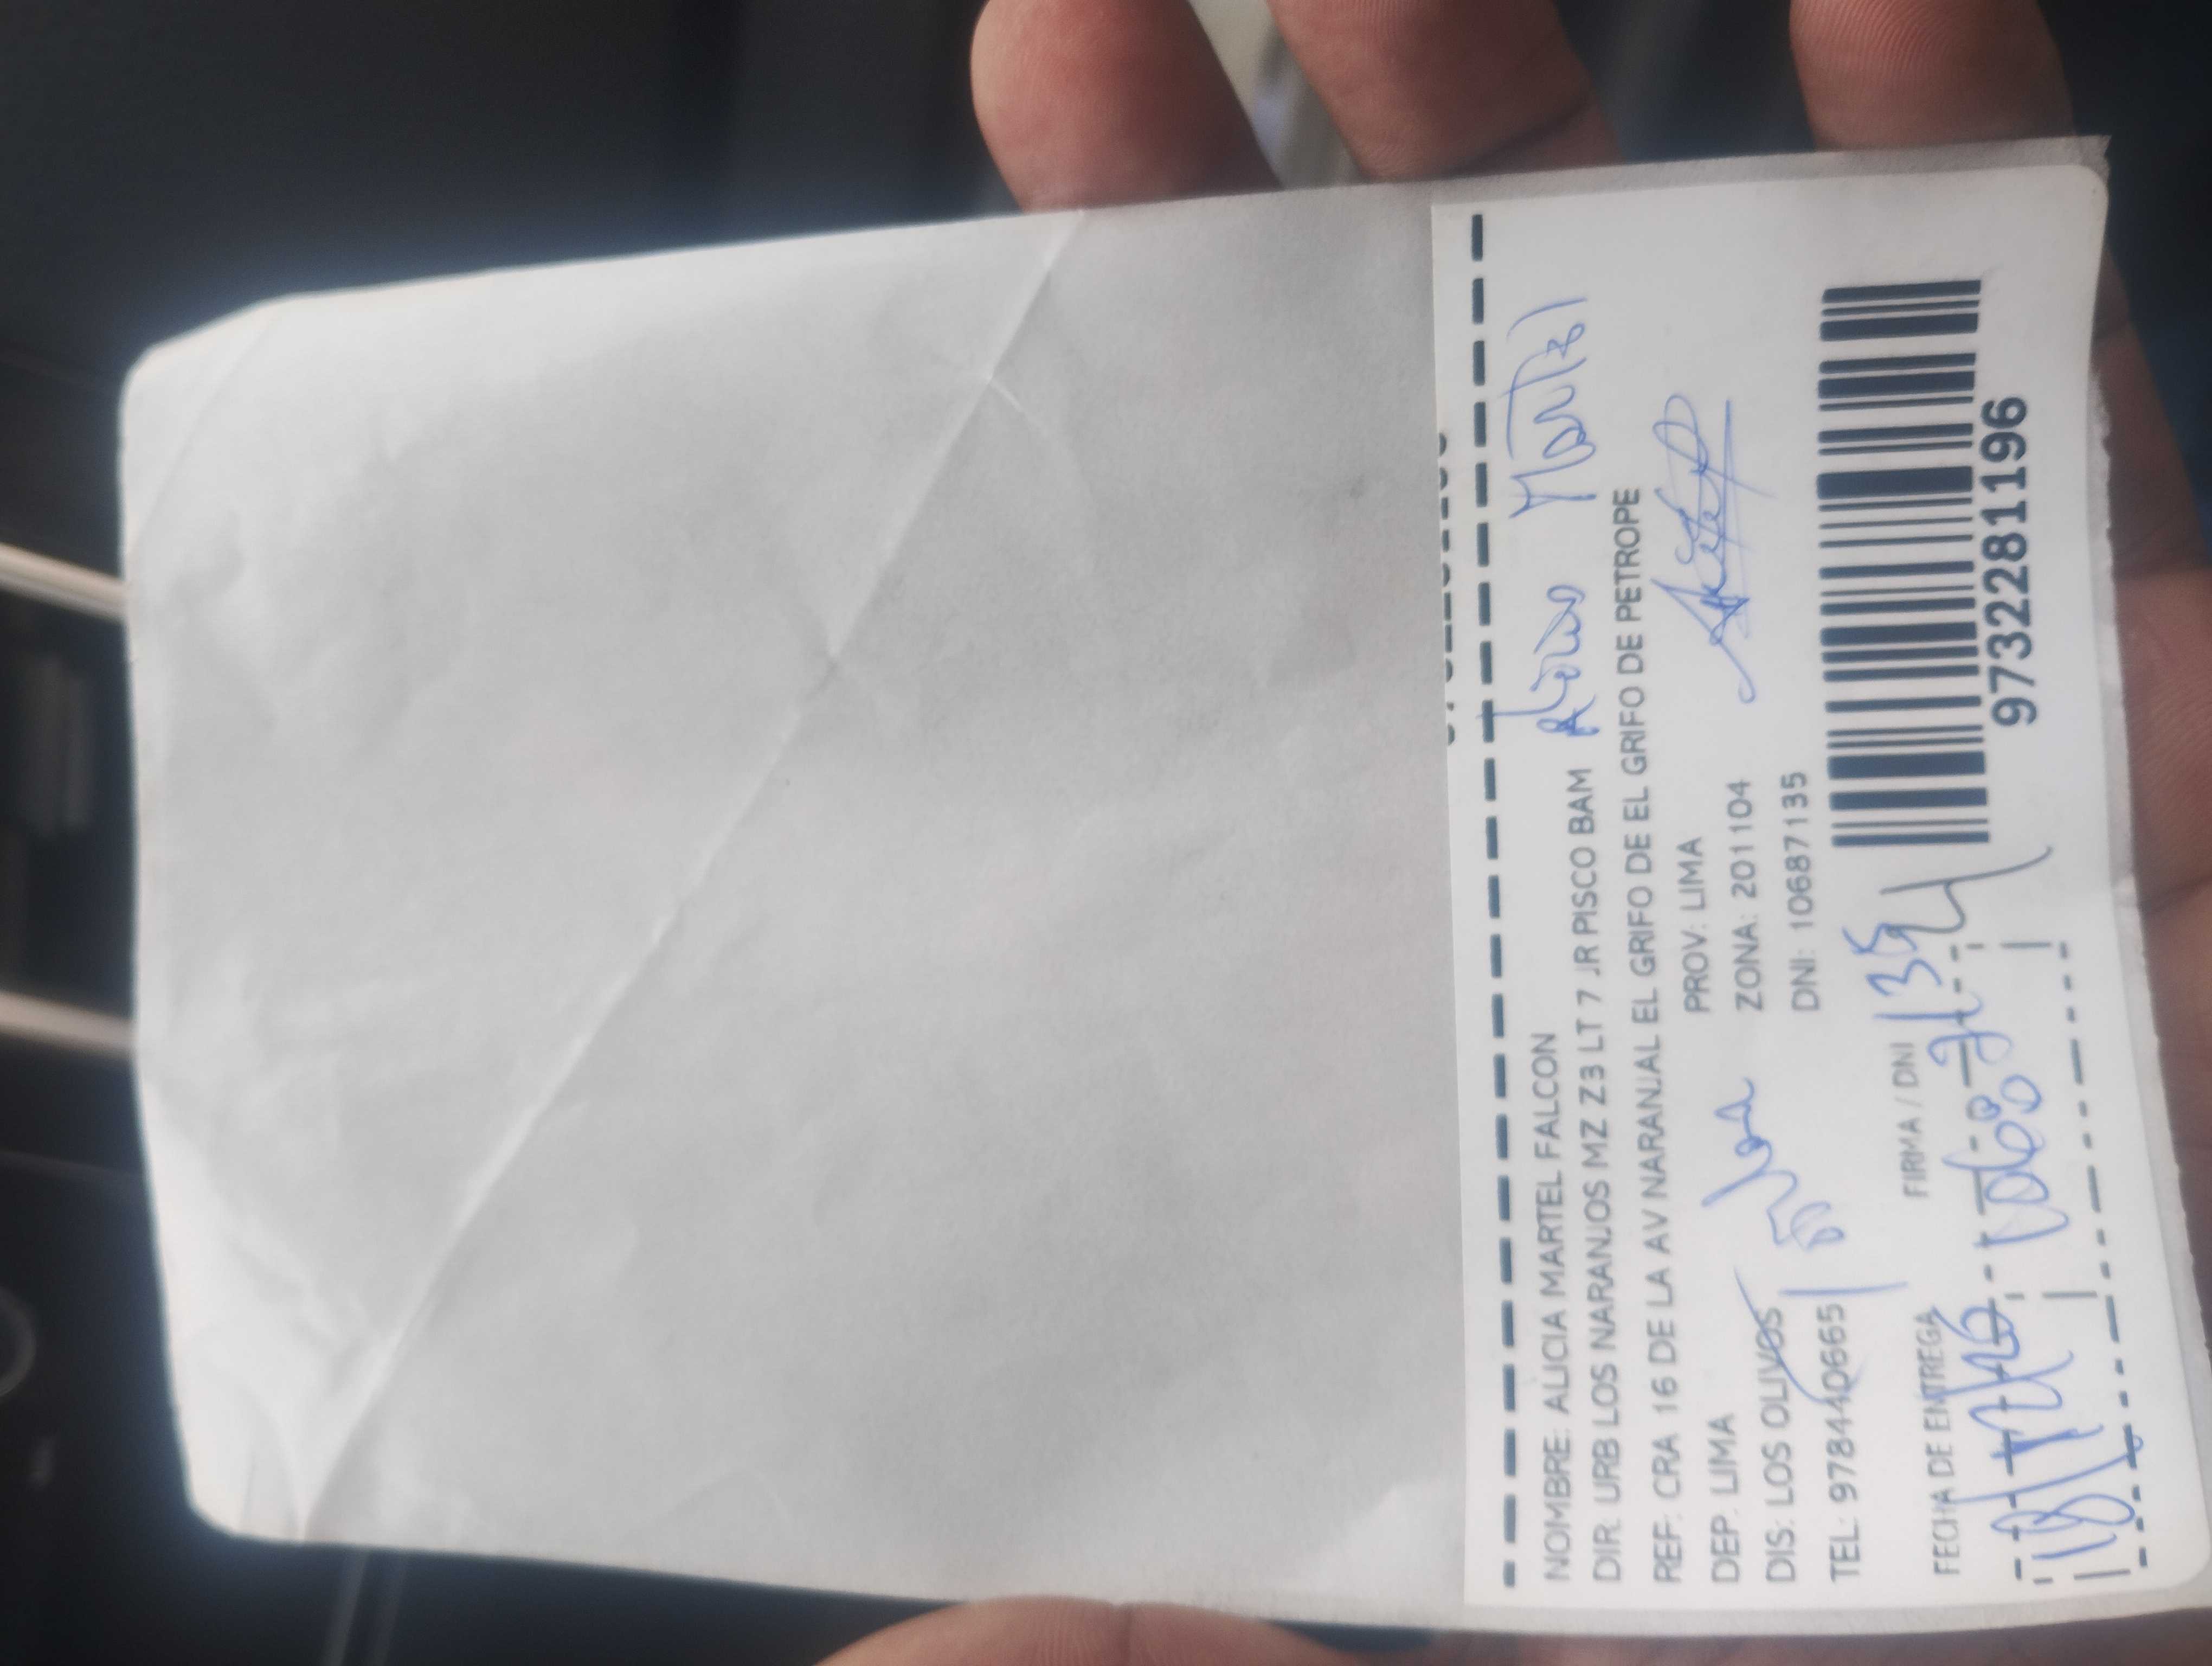 NOMBRE: ALICIA MARTEL FALCON
DIR: URB LOS NARANJOS MZ Z3 LT 7 JR PISCO BAM
REF: CRA 16 DE LA AV NARANJAL EL GRIFO DE EL GRIFO DE PETROPE
DEP: LIMA PROV: LIMA
DIS: LOS OLIVOS ZONA: 201104
TEL: 978440665 DNI: 10687135
Martel
FECHA DE ENTREGA FIRMA / DNI
10687135
9732281196